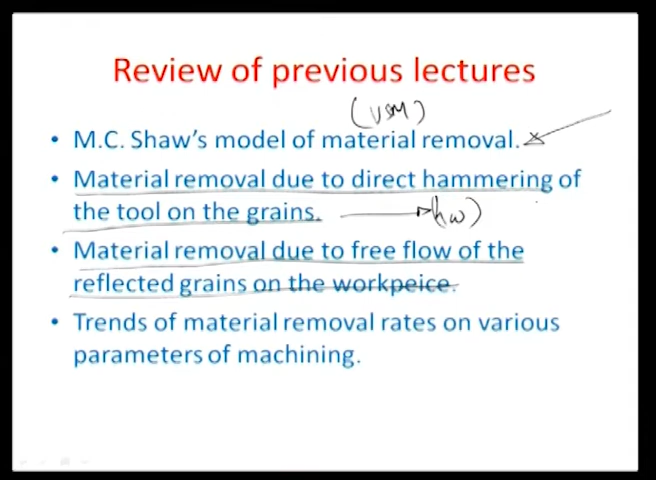 Review of previous lectures
(USM)
• M.C. Shaw's model of material removal.
• Material removal due to direct hammering of
the tool on the grains. hw)
• Material removal due to free flow of the
reflected grains on the workpeice.
• Trends of material removal rates on various
parameters of machining.